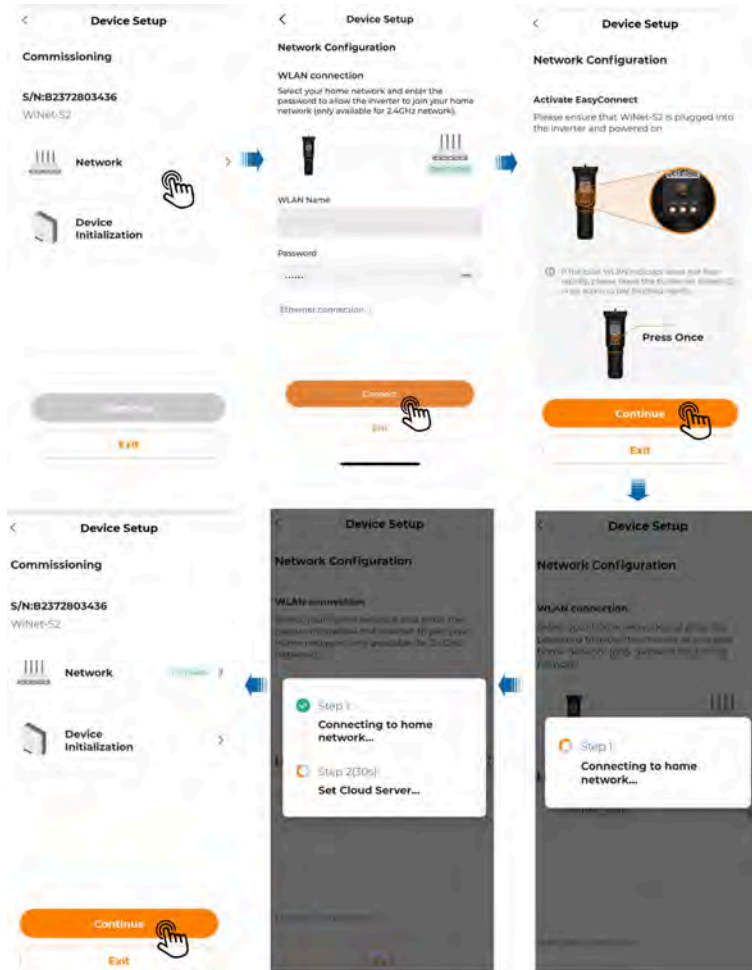 Device Setup
Commissioning
S/N:B2372803436
WiNet-S2
Network
Device
Initialization
Exit
Device Setup
Network Configuration
WLAN connection
Select your home network and enter the
password to allow the inverter to join your home
network (only available for 2.4GHz network).
WLAN Name
Password
Ethernet connection
Connect
Exit
Device Setup
Network Configuration
Activate EasyConnect
Please ensure that WiNet-S2 is plugged into
the inverter and powered on
Press Once
Continue
Exit
Device Setup
Network Configuration
WLAN connection
Step 1:
Connecting to home
network...
Device Setup
Network Configuration
WLAN connection
Step 1:
Connecting to home
network...
Step 2(30s):
Set Cloud Server...
Exit
Device Setup
Commissioning
S/N:B2372803436
WiNet-S2
Network
Device
Initialization
Continue
Exit